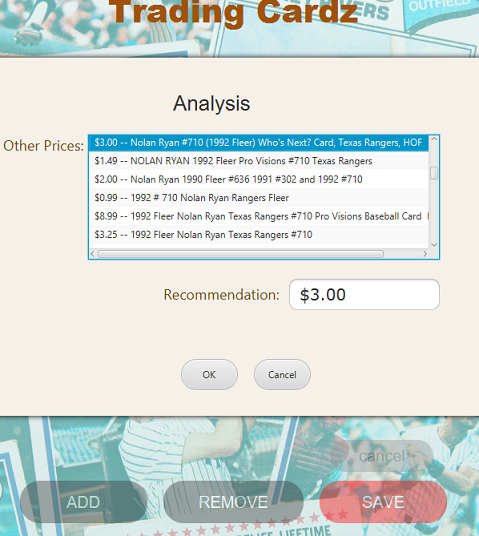 Trading Cardz
OUTFIELD
Analysis
Other Prices:
$3.00 -- Nolan Ryan #710 (1992 Fleer) Who's Next? Card, Texas Rangers, HOF
$1.49 -- NOLAN RYAN 1992 Fleer Pro Visions #710 Texas Rangers
$2.00 -- Nolan Ryan 1990 Fleer #636 1991 #302 and 1992 #710
$0.99 -- 1992 # 710 Nolan Ryan Rangers Fleer
$8.99 -- 1992 Fleer Nolan Ryan Texas Rangers #710 Pro Visions Baseball Card
$3.25 -- 1992 Fleer Nolan Ryan Texas Rangers #710
Recommendation: $3.00
OK Cancel
cancel
ADD REMOVE SAVE
LIFETIME